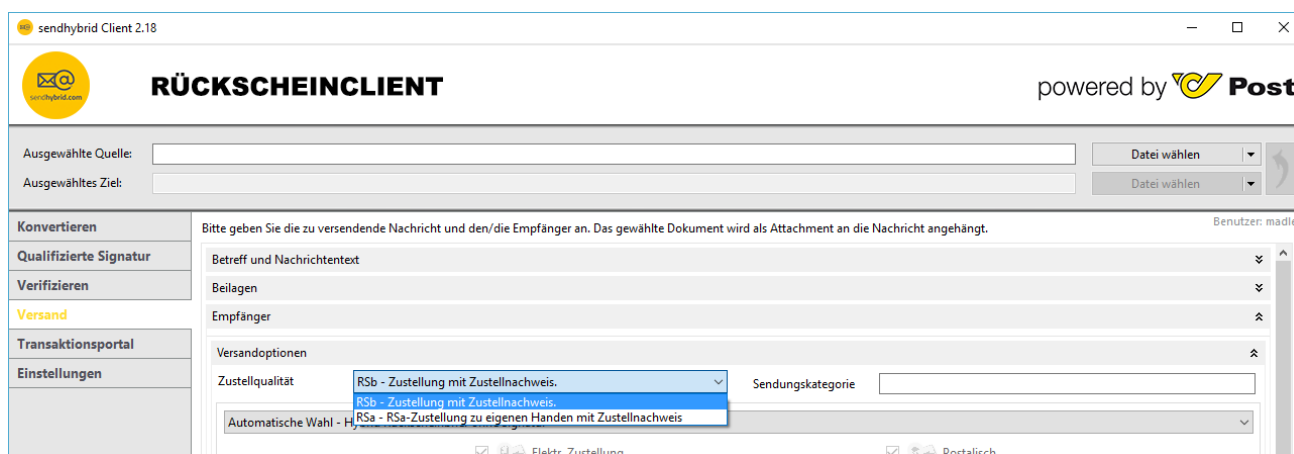 sendhybrid Client 2.18
sendhybrid.com
RÜCKSCHEINCLIENT
powered by Post
Ausgewählte Quelle:
Datei wählen
Ausgewähltes Ziel:
Datei wählen
Benutzer: madle
Konvertieren
Qualifizierte Signatur
Verifizieren
Versand
Transaktionsportal
Einstellungen
Bitte geben Sie die zu versendende Nachricht und den/die Empfänger an. Das gewählte Dokument wird als Attachment an die Nachricht angehängt.
Betreff und Nachrichtentext
Beilagen
Empfänger
Versandoptionen
Zustellqualität
RSb - Zustellung mit Zustellnachweis.
Sendungskategorie
RSb - Zustellung mit Zustellnachweis.
RSa - RSa-Zustellung zu eigenen Handen mit Zustellnachweis
Automatische Wahl -
Elektr. Zustellung
Postalisch